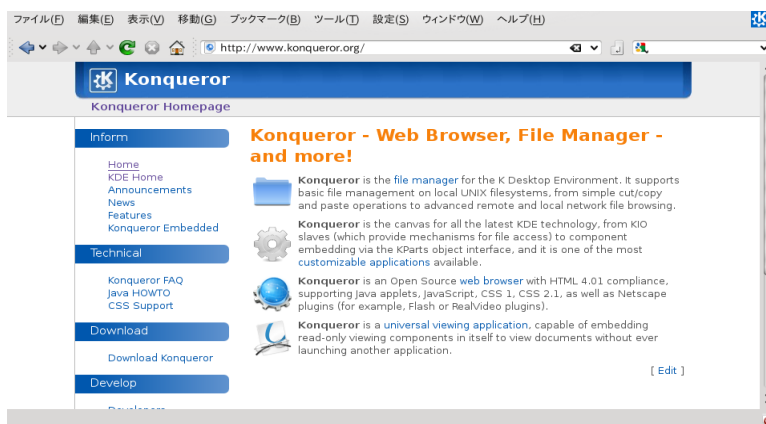 ファイル(F) 編集(E) 表示(V) 移動(G) ブックマーク(B) ツール(T) 設定(S) ウィンドウ(W) ヘルプ(H)
http://www.konqueror.org/
Konqueror
Konqueror Homepage
Inform
Home
KDE Home
Announcements
News
Features
Konqueror Embedded
Technical
Konqueror FAQ
Java HOWTO
CSS Support
Download
Download Konqueror
Develop
Developers
Konqueror - Web Browser, File Manager -
and more!
Konqueror is the file manager for the K Desktop Environment. It supports
basic file management on local UNIX filesystems, from simple cut/copy
and paste operations to advanced remote and local network file browsing.
Konqueror is the canvas for all the latest KDE technology, from KIO
slaves (which provide mechanisms for file access) to component
embedding via the KParts object interface, and it is one of the most
customizable applications available.
Konqueror is an Open Source web browser with HTML 4.01 compliance,
supporting Java applets, JavaScript, CSS 1, CSS 2.1, as well as Netscape
plugins (for example, Flash or RealVideo plugins).
Konqueror is a universal viewing application, capable of embedding
read-only viewing components in itself to view documents without ever
launching another application.
[ Edit ]